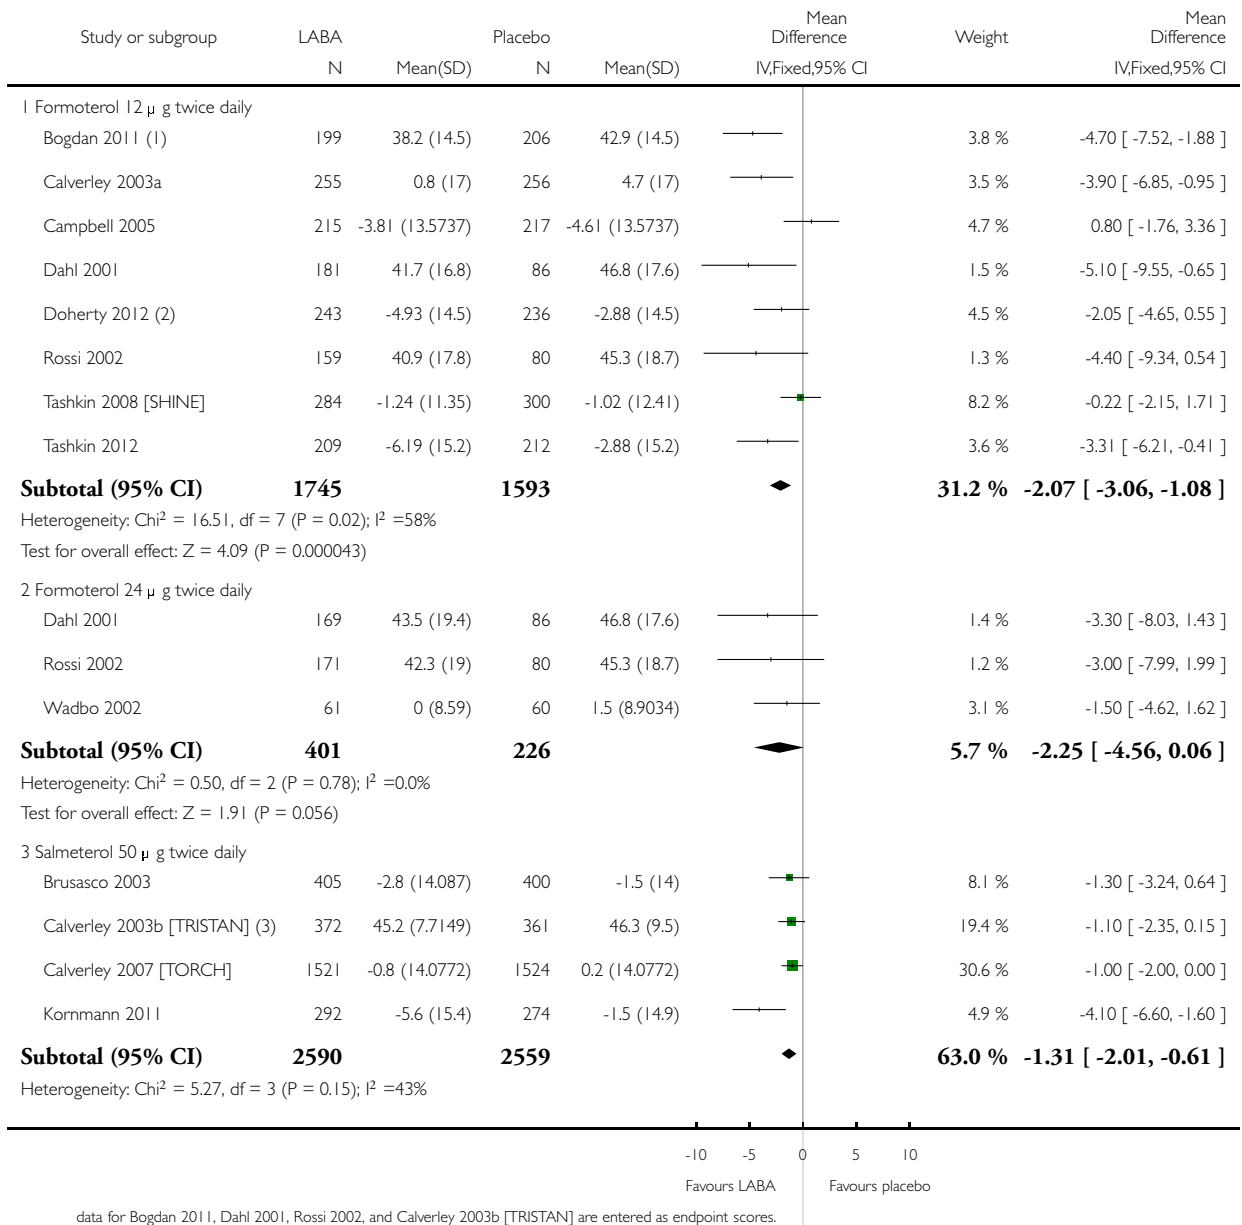 Study or subgroup LABA Placebo Mean Difference Weight Mean Difference
N Mean(SD) N Mean(SD) IV,Fixed,95% CI IV,Fixed,95% CI
1 Formoterol 12 μ g twice daily
Bogdan 2011 (1) 199 38.2 (14.5) 206 42.9 (14.5) 3.8 % -4.70 [ -7.52, -1.88 ]
Calverley 2003a 255 0.8 (17) 256 4.7 (17) 3.5 % -3.90 [ -6.85, -0.95 ]
Campbell 2005 215 -3.81 (13.5737) 217 -4.61 (13.5737) 4.7 % 0.80 [ -1.76, 3.36 ]
Dahl 2001 181 41.7 (16.8) 86 46.8 (17.6) 1.5 % -5.10 [ -9.55, -0.65 ]
Doherty 2012 (2) 243 -4.93 (14.5) 236 -2.88 (14.5) 4.5 % -2.05 [ -4.65, 0.55 ]
Rossi 2002 159 40.9 (17.8) 80 45.3 (18.7) 1.3 % -4.40 [ -9.34, 0.54 ]
Tashkin 2008 [SHINE] 284 -1.24 (11.35) 300 -1.02 (12.41) 8.2 % -0.22 [ -2.15, 1.71 ]
Tashkin 2012 209 -6.19 (15.2) 212 -2.88 (15.2) 3.6 % -3.31 [ -6.21, -0.41 ]
Subtotal (95% CI) 1745 1593 31.2 % -2.07 [ -3.06, -1.08 ]
Heterogeneity: Chi² = 16.51, df = 7 (P = 0.02); I² =58%
Test for overall effect: Z = 4.09 (P = 0.000043)
2 Formoterol 24 μ g twice daily
Dahl 2001 169 43.5 (19.4) 86 46.8 (17.6) 1.4 % -3.30 [ -8.03, 1.43 ]
Rossi 2002 171 42.3 (19) 80 45.3 (18.7) 1.2 % -3.00 [ -7.99, 1.99 ]
Wadbo 2002 61 0 (8.59) 60 1.5 (8.9034) 3.1 % -1.50 [ -4.62, 1.62 ]
Subtotal (95% CI) 401 226 5.7 % -2.25 [ -4.56, 0.06 ]
Heterogeneity: Chi² = 0.50, df = 2 (P = 0.78); I² =0.0%
Test for overall effect: Z = 1.91 (P = 0.056)
3 Salmeterol 50 μ g twice daily
Brusasco 2003 405 -2.8 (14.087) 400 -1.5 (14) 8.1 % -1.30 [ -3.24, 0.64 ]
Calverley 2003b [TRISTAN] (3) 372 45.2 (7.7149) 361 46.3 (9.5) 19.4 % -1.10 [ -2.35, 0.15 ]
Calverley 2007 [TORCH] 1521 -0.8 (14.0772) 1524 0.2 (14.0772) 30.6 % -1.00 [ -2.00, 0.00 ]
Kornmann 2011 292 -5.6 (15.4) 274 -1.5 (14.9) 4.9 % -4.10 [ -6.60, -1.60 ]
Subtotal (95% CI) 2590 2559 63.0 % -1.31 [ -2.01, -0.61 ]
Heterogeneity: Chi² = 5.27, df = 3 (P = 0.15); I² =43%
-10 -5 0 5 10
Favours LABA Favours placebo
data for Bogdan 2011, Dahl 2001, Rossi 2002, and Calverley 2003b [TRISTAN] are entered as endpoint scores.